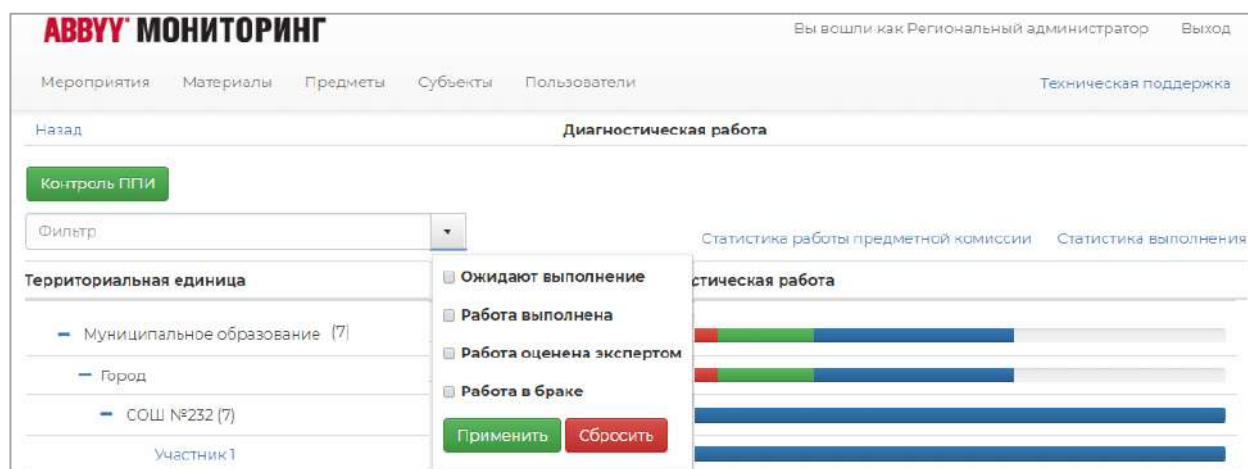 ABBYY® МОНИТОРИНГ
Вы вошли как Региональный администратор Выход
Мероприятия Материалы Предметы Субъекты Пользователи Техническая поддержка
Назад Диагностическая работа
Контроль ППИ
Фильтр
Статистика работы предметной комиссии Статистика выполнения
Территориальная единица стическая работа
Ожидают выполнение
Муниципальное образование (7)
Работа выполнена
Работа оценена экспертом
Город
Работа в браке
СОШ №232 (7)
Применить Сбросить
Участник 1